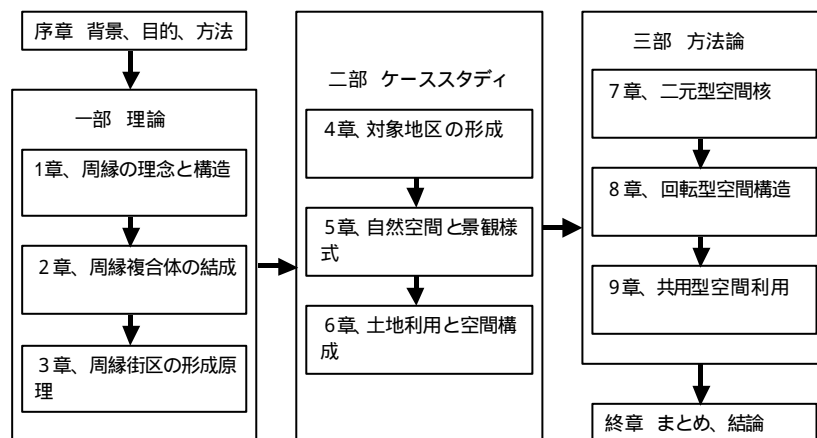 序章 背景、目的、方法
一部 理論
1章、周縁の理念と構造
2章、周縁複合体の結成
3章、周縁街区の形成原
理
二部 ケーススタディ
4章、対象地区の形成
5章、自然空間と景観様
式
6章、土地利用と空間構
成
三部 方法論
7章、二元型空間核
8章、回転型空間構造
9章、共用型空間利用
終章 まとめ、結論